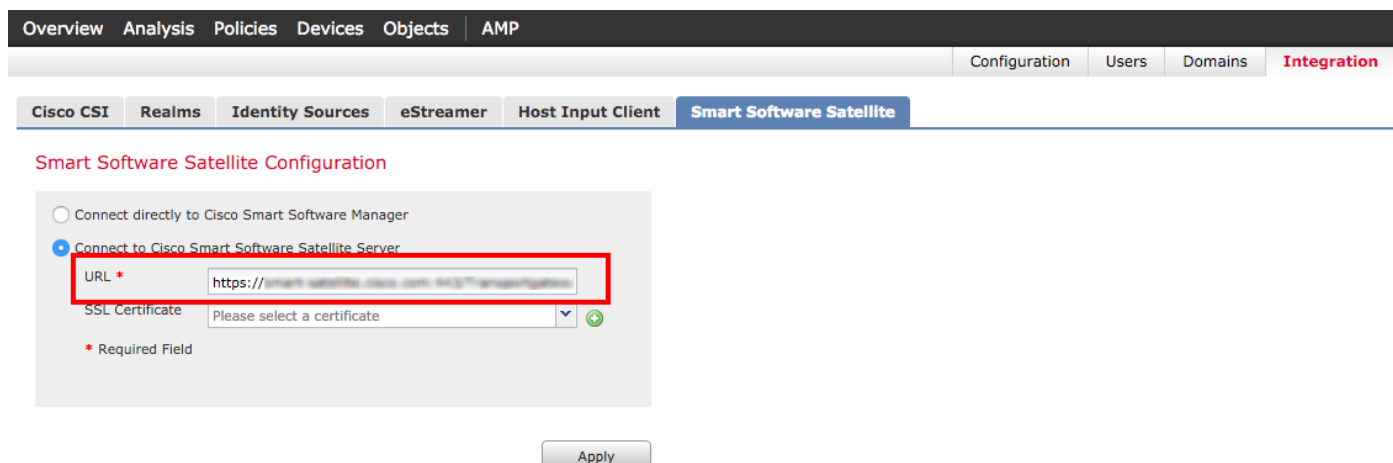 Overview Analysis Policies Devices Objects AMP
Configuration Users Domains Integration
Cisco CSI Realms Identity Sources eStreamer Host Input Client Smart Software Satellite
Smart Software Satellite Configuration
Connect directly to Cisco Smart Software Manager
Connect to Cisco Smart Software Satellite Server
URL *
https://
SSL Certificate Please select a certificate
* Required Field
Apply